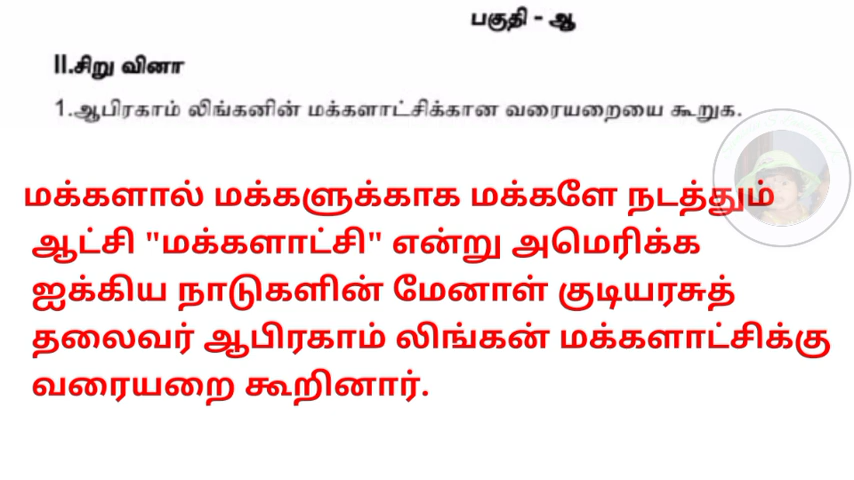 பகுதி - ஆ
II.சிறு வினா
1.ஆபிரகாம் லிங்கனின் மக்களாட்சிக்கான வரையறையை கூறுக.
மக்களால் மக்களுக்காக மக்களே நடத்தும்
ஆட்சி "மக்களாட்சி" என்று அமெரிக்க
ஐக்கிய நாடுகளின் மேனாள் குடியரசுத்
தலைவர் ஆபிரகாம் லிங்கன் மக்களாட்சிக்கு
வரையறை கூறினார்.